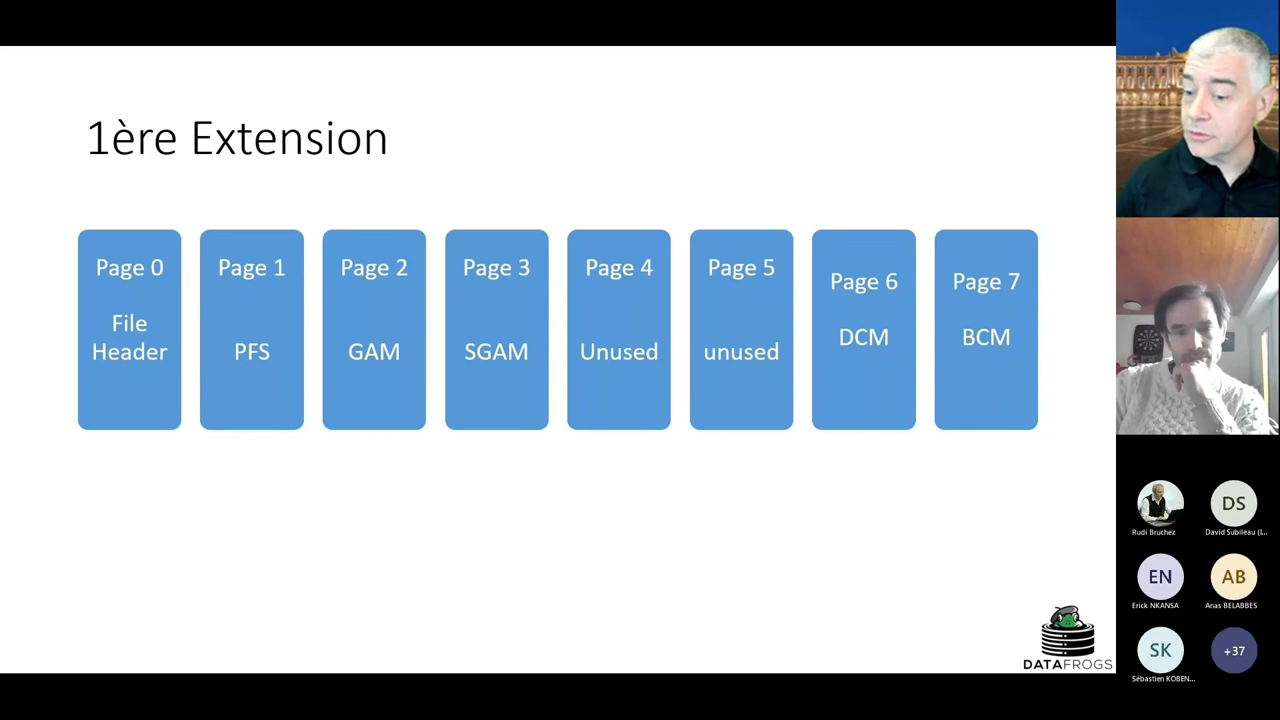 1ère Extension
Page 0
File
Header
Page 1
PFS
Page 2
GAM
Page 3
SGAM
Page 4
Unused
Page 5
unused
Page 6
DCM
Page 7
BCM
DATAFROGS
Rudi Bruchez
DS
David Subileau (I...
EN
Erick NKANSA
AB
Anas BELABBES
SK
Sébastien KOBEN...
+37